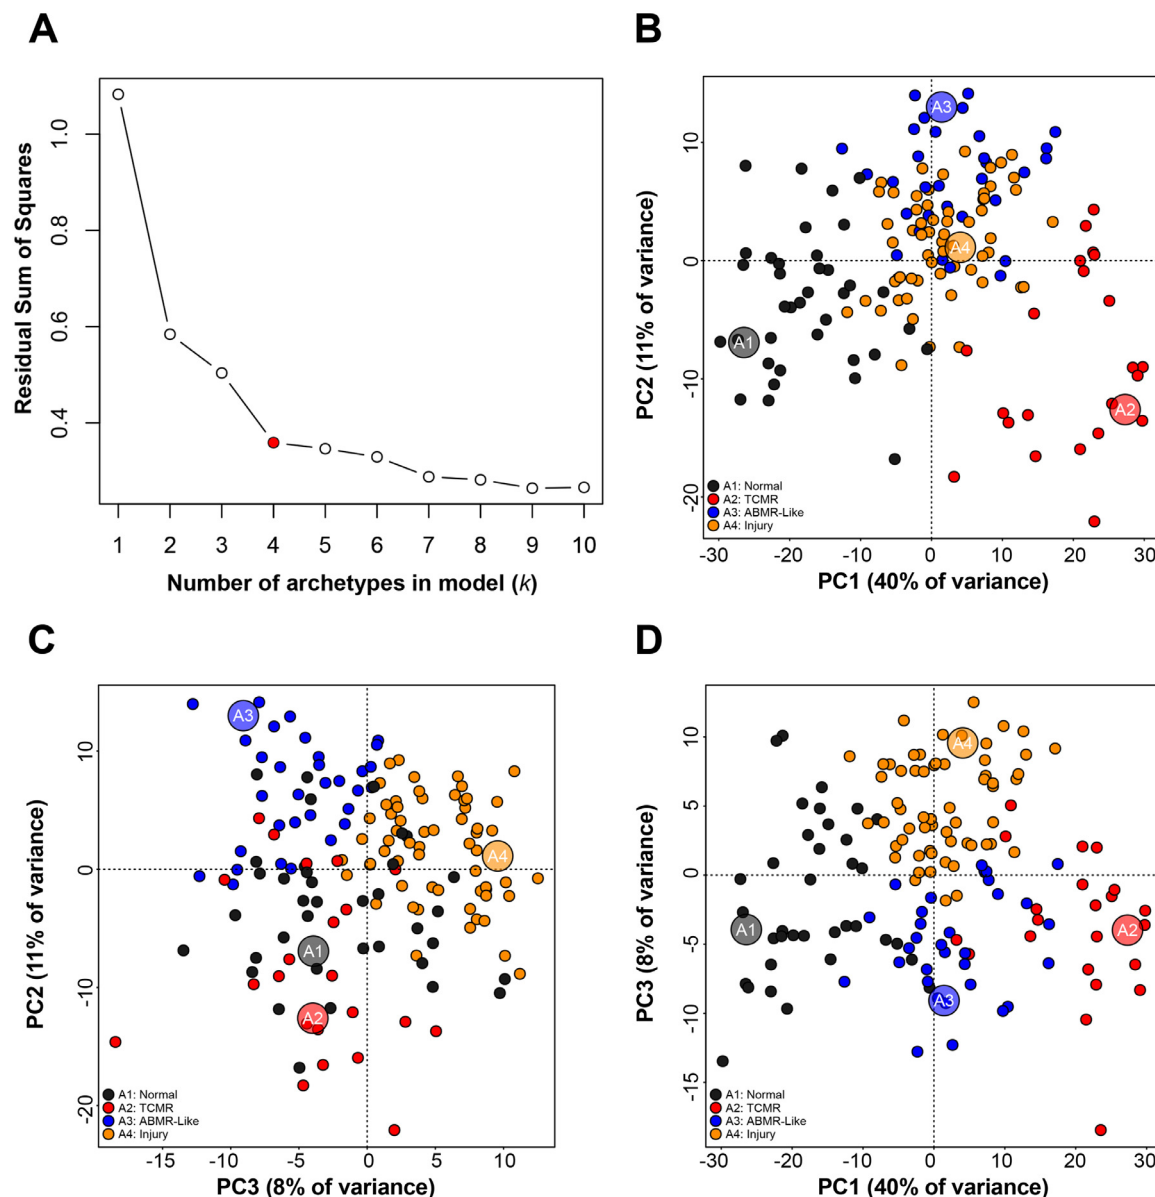 A
Residual Sum of Squares
1.0
0.8
0.6
0.4
1 2 3 4 5 6 7 8 9 10
Number of archetypes in model (k)
B
PC2 (11% of variance)
10
0
-10
-20
A3
A4
A1
A2
A1: Normal
A2: TCMR
A3: ABMR-Like
A4: Injury
-30 -20 -10 0 10 20 30
PC1 (40% of variance)
C
PC2 (11% of variance)
10
0
-10
-20
A3
A4
A1
A2
A1: Normal
A2: TCMR
A3: ABMR-Like
A4: Injury
-15 -10 -5 0 5 10
PC3 (8% of variance)
D
PC3 (8% of variance)
10
5
0
-5
-10
-15
A4
A1
A2
A3
A1: Normal
A2: TCMR
A3: ABMR-Like
A4: Injury
-30 -20 -10 0 10 20 30
PC1 (40% of variance)